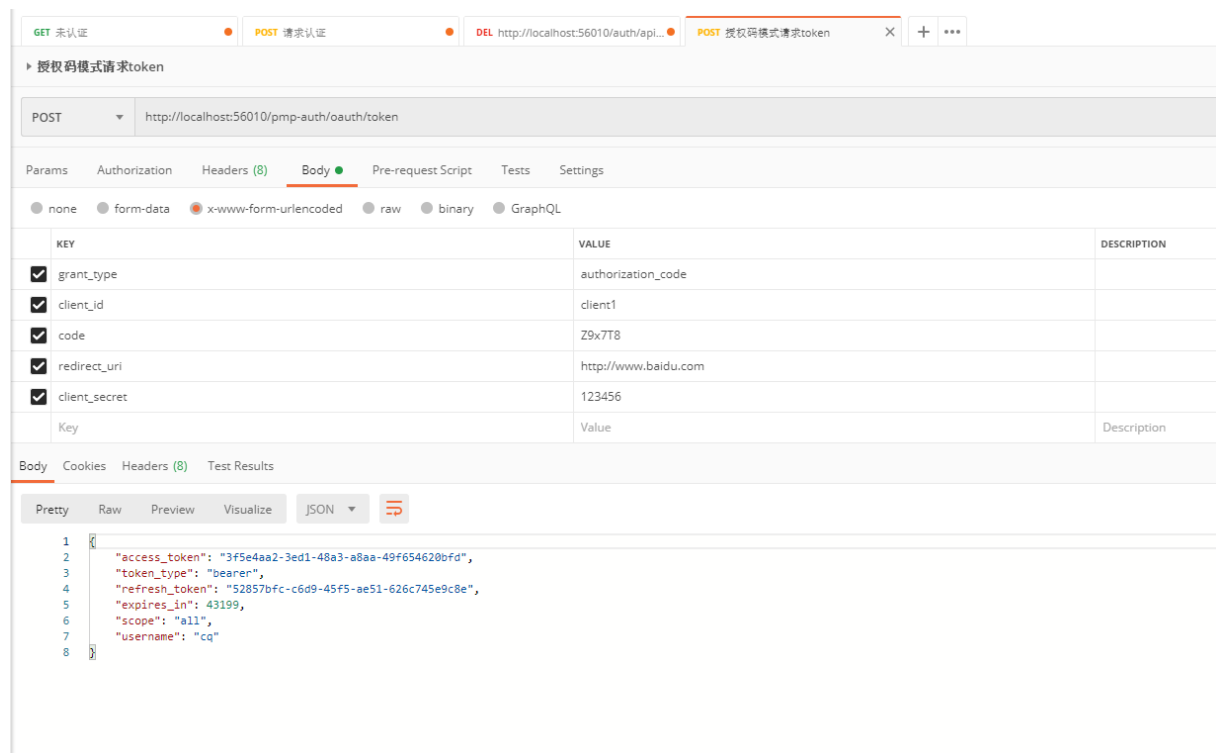 GET 未认证 POST 请求认证 DEL http://localhost:56010/auth/api... POST 授权码模式请求token
授权码模式请求token
POST http://localhost:56010/pmp-auth/oauth/token
Params Authorization Headers (8) Body Pre-request Script Tests Settings
none form-data x-www-form-urlencoded raw binary GraphQL
KEY VALUE DESCRIPTION
grant_type authorization_code
client_id client1
code Z9x7T8
redirect_uri http://www.baidu.com
client_secret 123456
Key Value Description
Body Cookies Headers (8) Test Results
Pretty Raw Preview Visualize JSON
1 {
2 "access_token": "3f5e4aa2-3ed1-48a3-a8aa-49f654620bfd",
3 "token_type": "bearer",
4 "refresh_token": "52857bfc-c6d9-45f5-ae51-626c745e9c8e",
5 "expires_in": 43199,
6 "scope": "all",
7 "username": "cq"
8 }